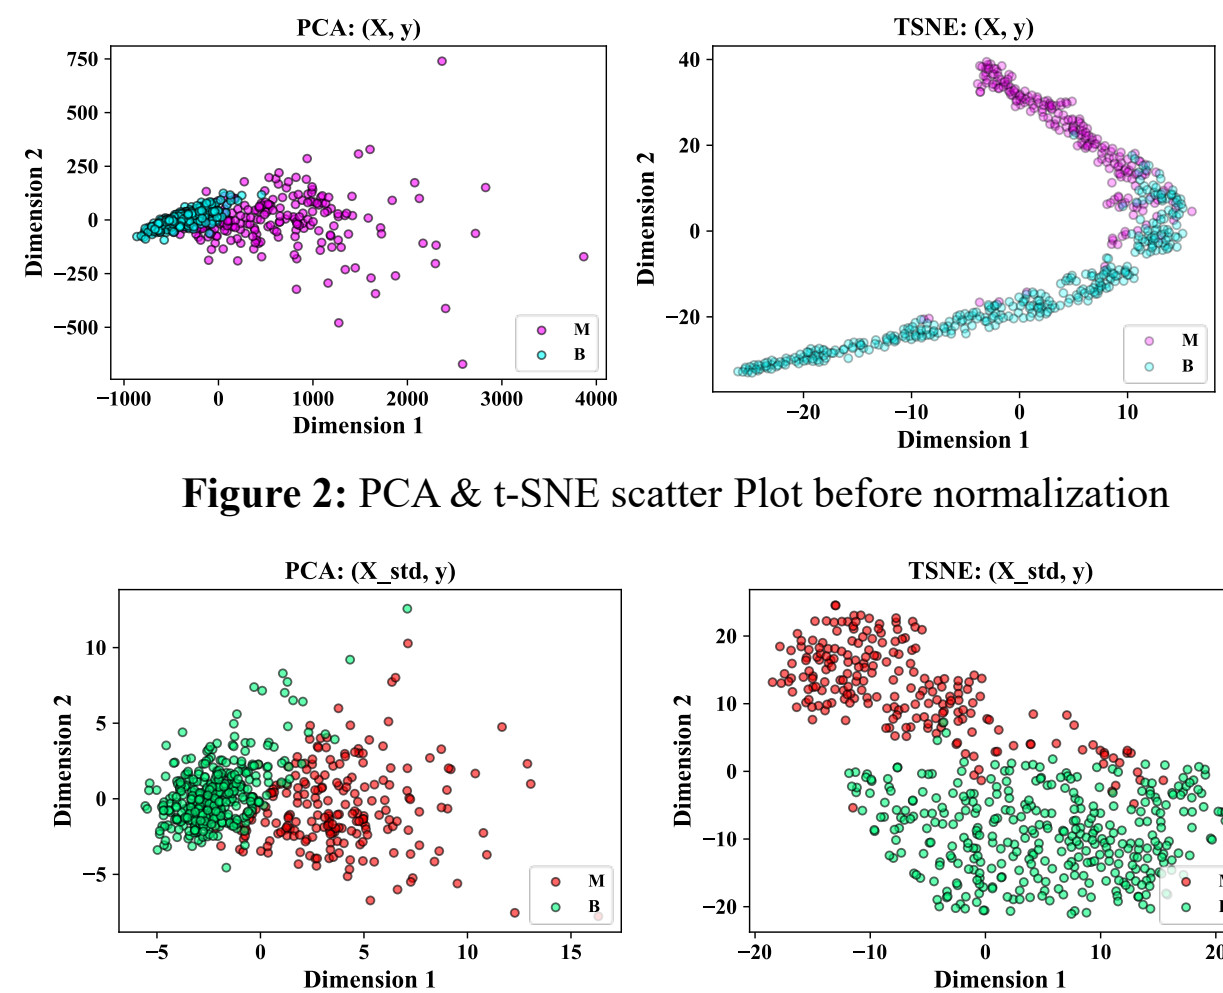 PCA: (X, y)
750
500
250
0
−250
−500
−1000 0 1000 2000 3000 4000
Dimension 1
Dimension 2
M
B
TSNE: (X, y)
40
20
0
−20
−20 −10 0 10
Dimension 1
Dimension 2
M
B
Figure 2: PCA & t-SNE scatter Plot before normalization
PCA: (X_std, y)
10
5
0
−5
−5 0 5 10 15
Dimension 1
Dimension 2
M
B
TSNE: (X_std, y)
20
10
0
−10
−20
−20 −10 0 10 20
Dimension 1
Dimension 2